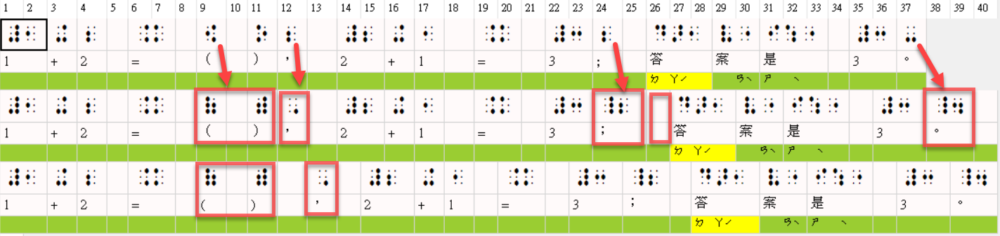 1 2 3 4 5 6 7 8 9 10 11 12 13 14 15 16 17 18 19 20 21 22 23 24 25 26 27 28 29 30 31 32 33 34 35 36 37 38 39 40
1 + 2 = ( ) , 2 + 1 = 3 ; 答 案 是 3 。
ㄉ ㄚˊ ㄢˋ ㄕ ˋ
1 + 2 = ( ) , 2 + 1 = 3 ; 答 案 是 3 。
ㄉ ㄚˊ ㄢˋ ㄕ ˋ
1 + 2 = ( ) , 2 + 1 = 3 ; 答 案 是 3 。
ㄉ ㄚˊ ㄢˋ ㄕ ˋ